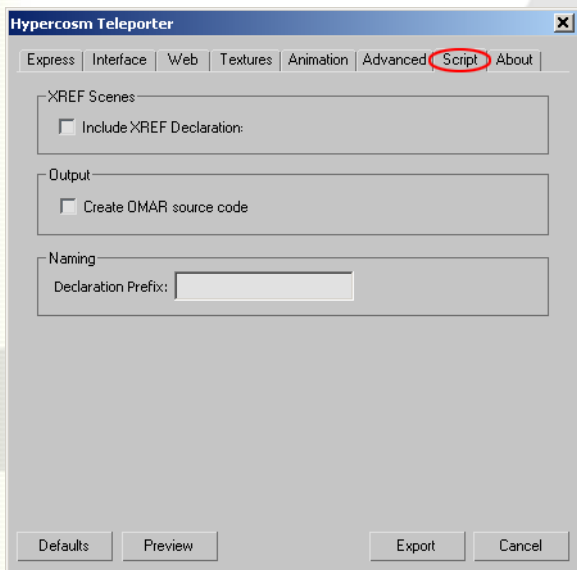 Hypercosm Teleporter
Express Interface Web Textures Animation Advanced Script About
XREF Scenes
Include XREF Declaration:
Output
Create OMAR source code
Naming
Declaration Prefix:
Defaults Preview Export Cancel